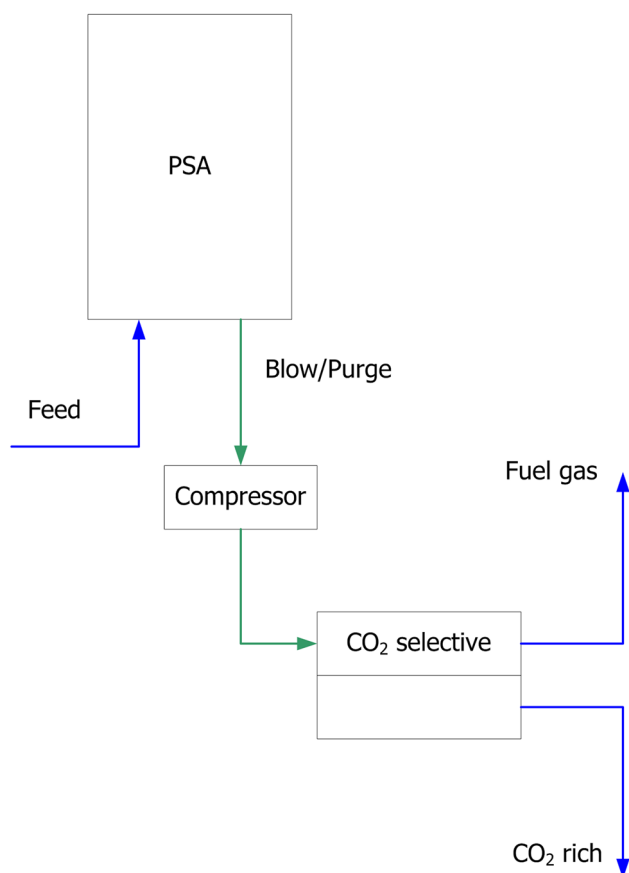 PSA
Blow/Purge
Feed
Compressor
Fuel gas
CO₂ selective
CO₂ rich